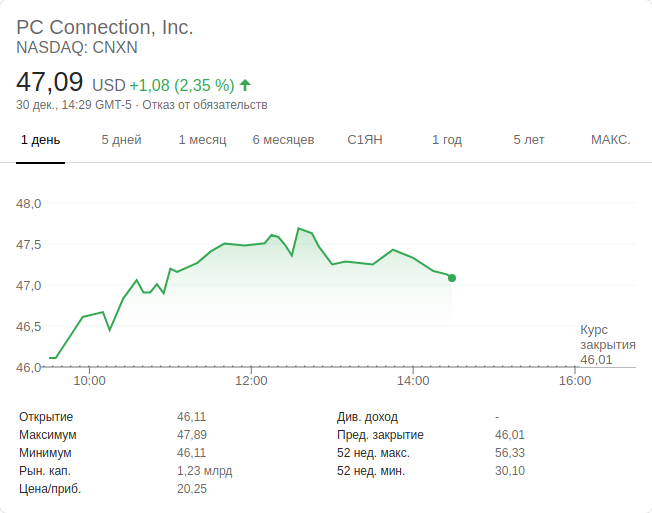 PC Connection, Inc.
NASDAQ: CNXN
47,09 USD +1,08 (2,35 %)
30 дек., 14:29 GMT-5 · Отказ от обязательств
1 день 5 дней 1 месяц 6 месяцев С1ЯН 1 год 5 лет МАКС.
48,0
47,5
47,0
46,5
46,0
Курс
закрытия
46,01
10:00 12:00 14:00 16:00
Открытие 46,11 Див. доход -
Максимум 47,89 Пред. закрытие 46,01
Минимум 46,11 52 нед. макс. 56,33
Рын. кап. 1,23 млрд 52 нед. мин. 30,10
Цена/приб. 20,25